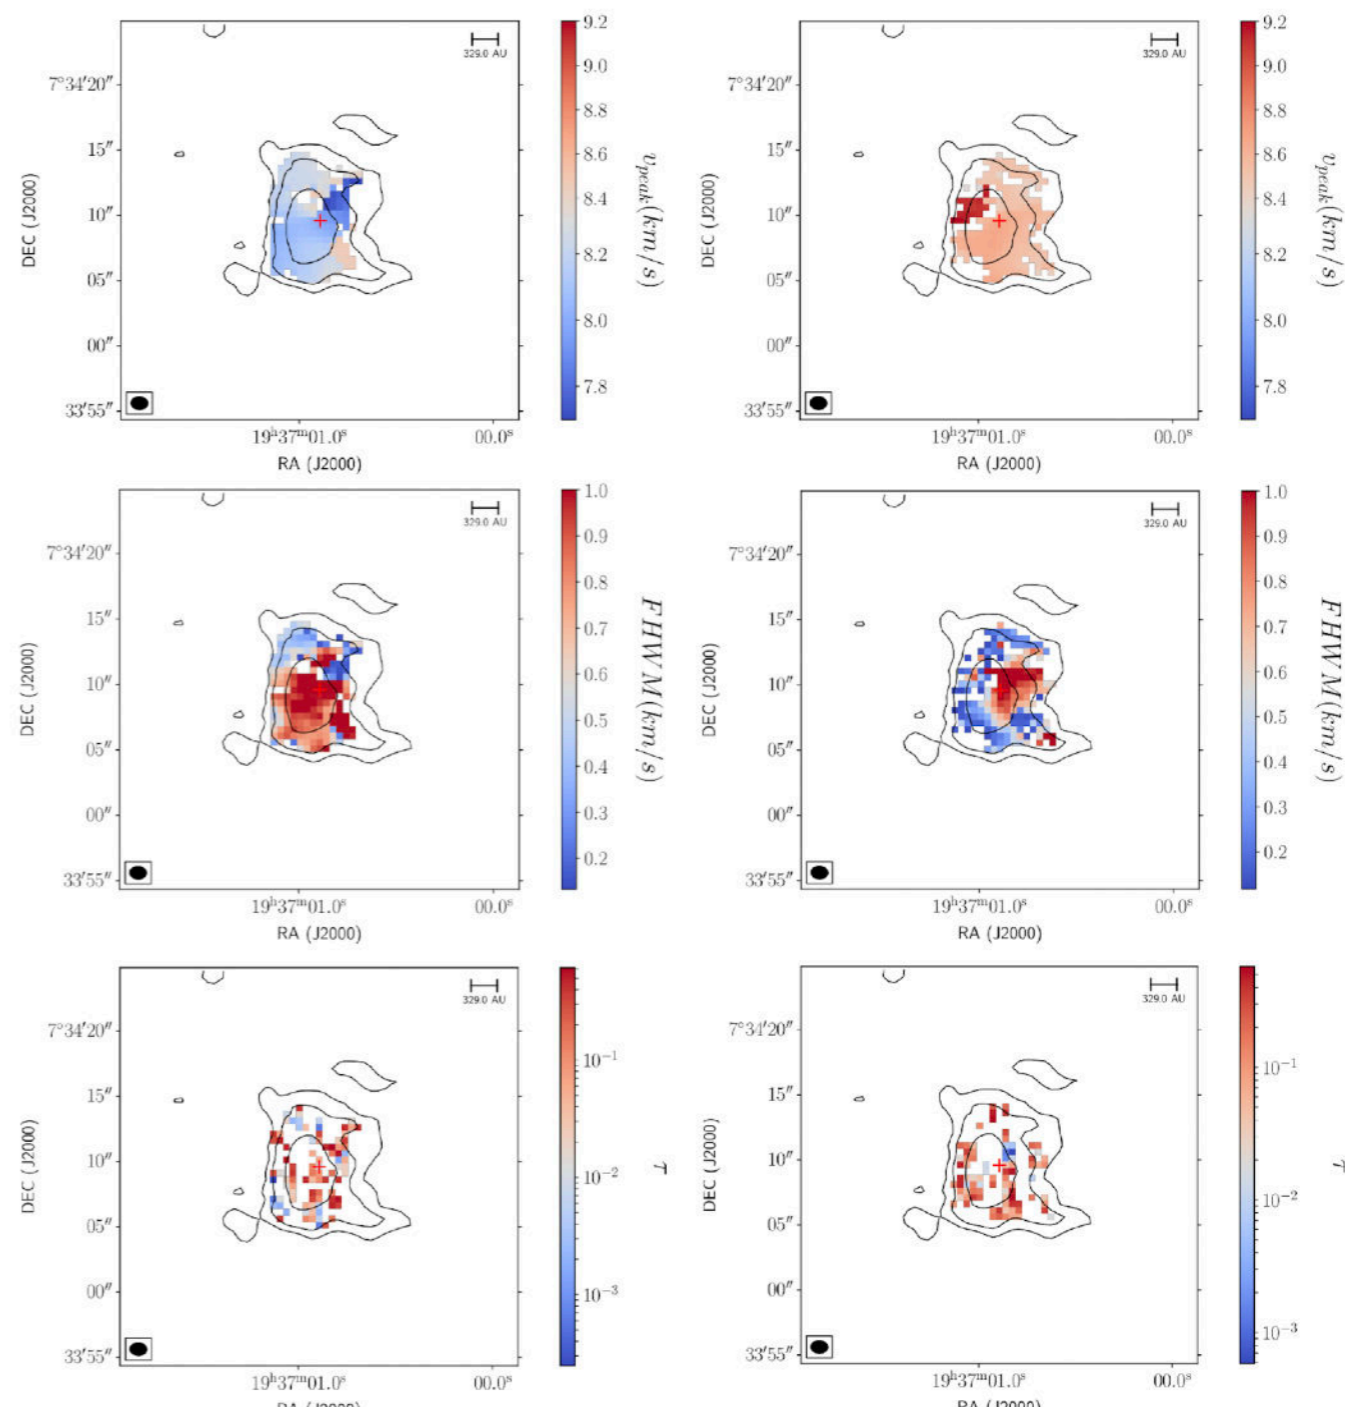 9.2
329.0 AU
7°34′20″
9.0
8.8
15″
8.6
DEC (J2000)
10″
8.4
v_peak(km/s)
8.2
05″
8.0
00″
7.8
33′55″
19ʰ37ᵐ01.0ˢ
00.0ˢ
RA (J2000)
9.2
329.0 AU
7°34′20″
9.0
8.8
15″
8.6
DEC (J2000)
10″
8.4
v_peak(km/s)
8.2
05″
8.0
00″
7.8
33′55″
19ʰ37ᵐ01.0ˢ
00.0ˢ
RA (J2000)
1.0
329.0 AU
0.9
7°34′20″
0.8
15″
0.7
DEC (J2000)
10″
0.6
FHWM(km/s)
0.5
05″
0.4
00″
0.3
0.2
33′55″
19ʰ37ᵐ01.0ˢ
00.0ˢ
RA (J2000)
1.0
329.0 AU
0.9
7°34′20″
0.8
15″
0.7
DEC (J2000)
10″
0.6
FHWM(km/s)
0.5
05″
0.4
00″
0.3
0.2
33′55″
19ʰ37ᵐ01.0ˢ
00.0ˢ
RA (J2000)
329.0 AU
7°34′20″
10⁻¹
15″
DEC (J2000)
10″
10⁻²
τ
05″
00″
10⁻³
33′55″
19ʰ37ᵐ01.0ˢ
00.0ˢ
RA (J2000)
329.0 AU
7°34′20″
10⁻¹
15″
DEC (J2000)
10″
10⁻²
τ
05″
00″
10⁻³
33′55″
19ʰ37ᵐ01.0ˢ
00.0ˢ
RA (J2000)